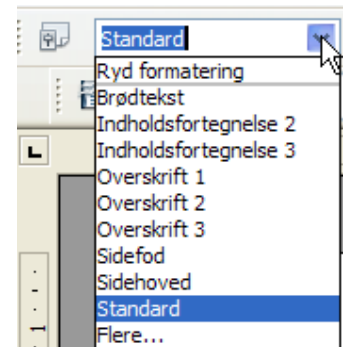 Standard
Ryd formatering
Brødtekst
Indholdsfortegnelse 2
Indholdsfortegnelse 3
Overskrift 1
Overskrift 2
Overskrift 3
Sidefod
Sidehoved
Standard
Flere...